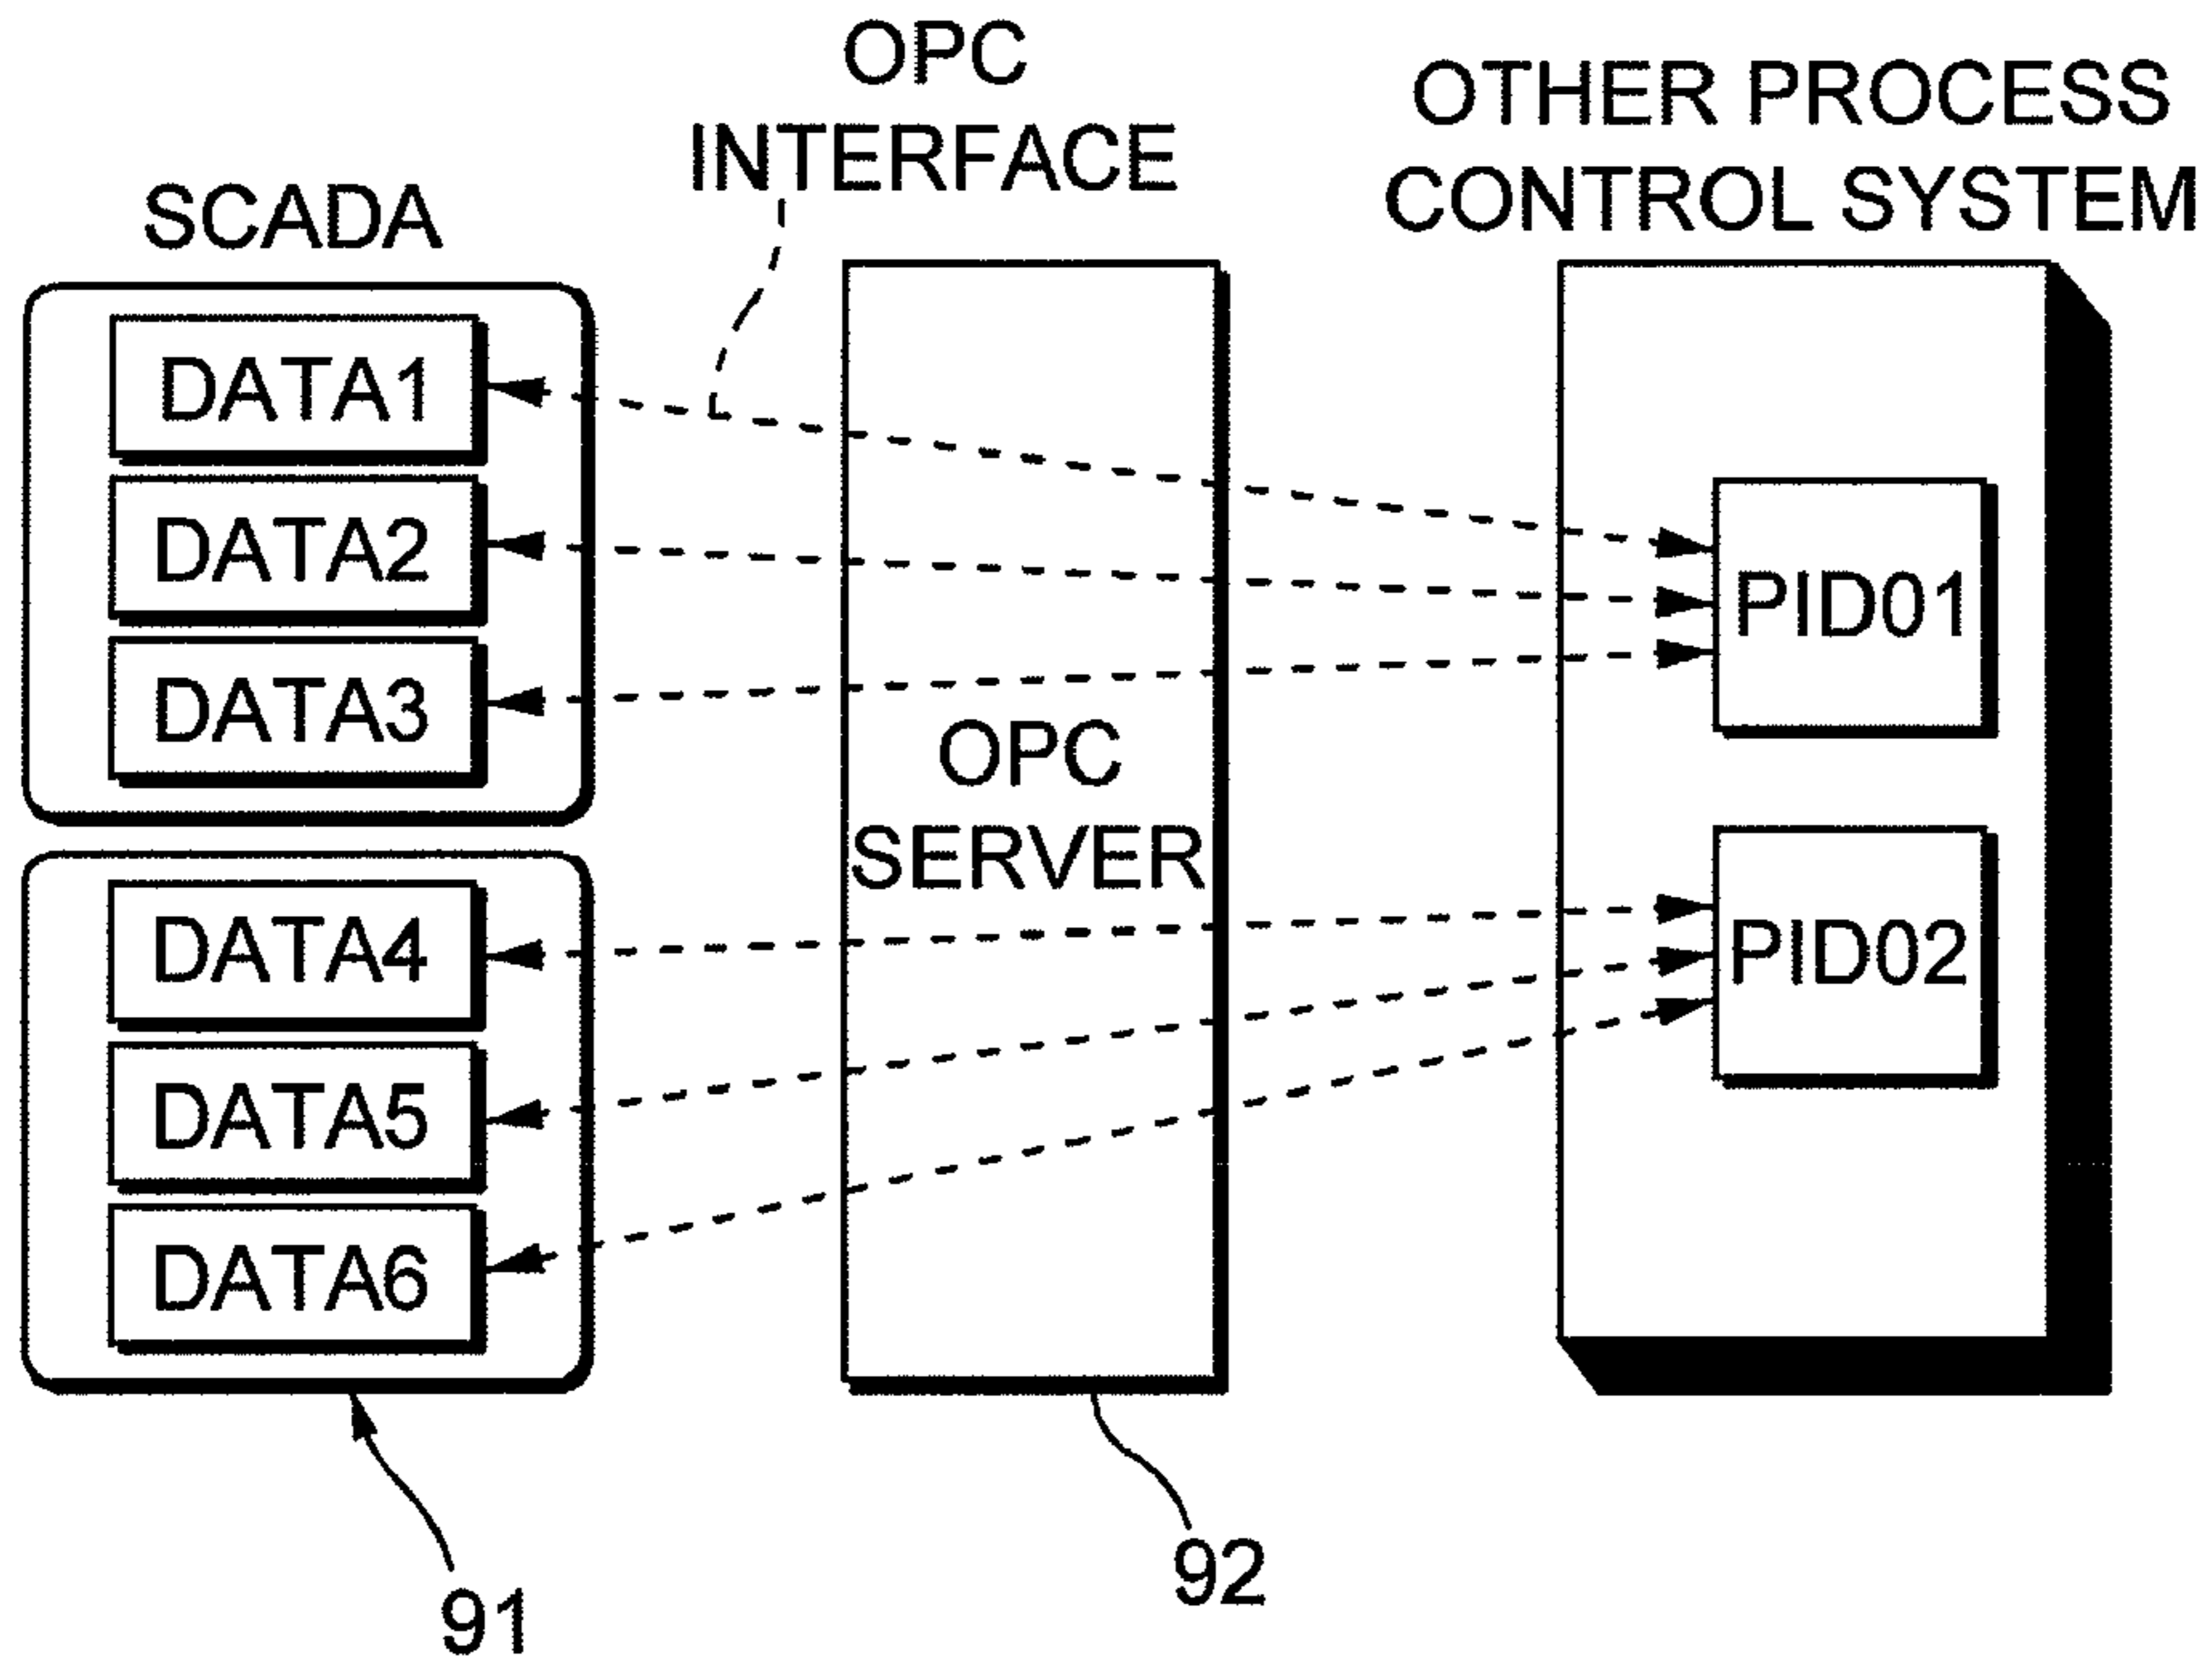 OPC
INTERFACE
OTHER PROCESS
CONTROL SYSTEM
SCADA
DATA1
DATA2
DATA3
DATA4
DATA5
DATA6
OPC
SERVER
PID01
PID02
91
92